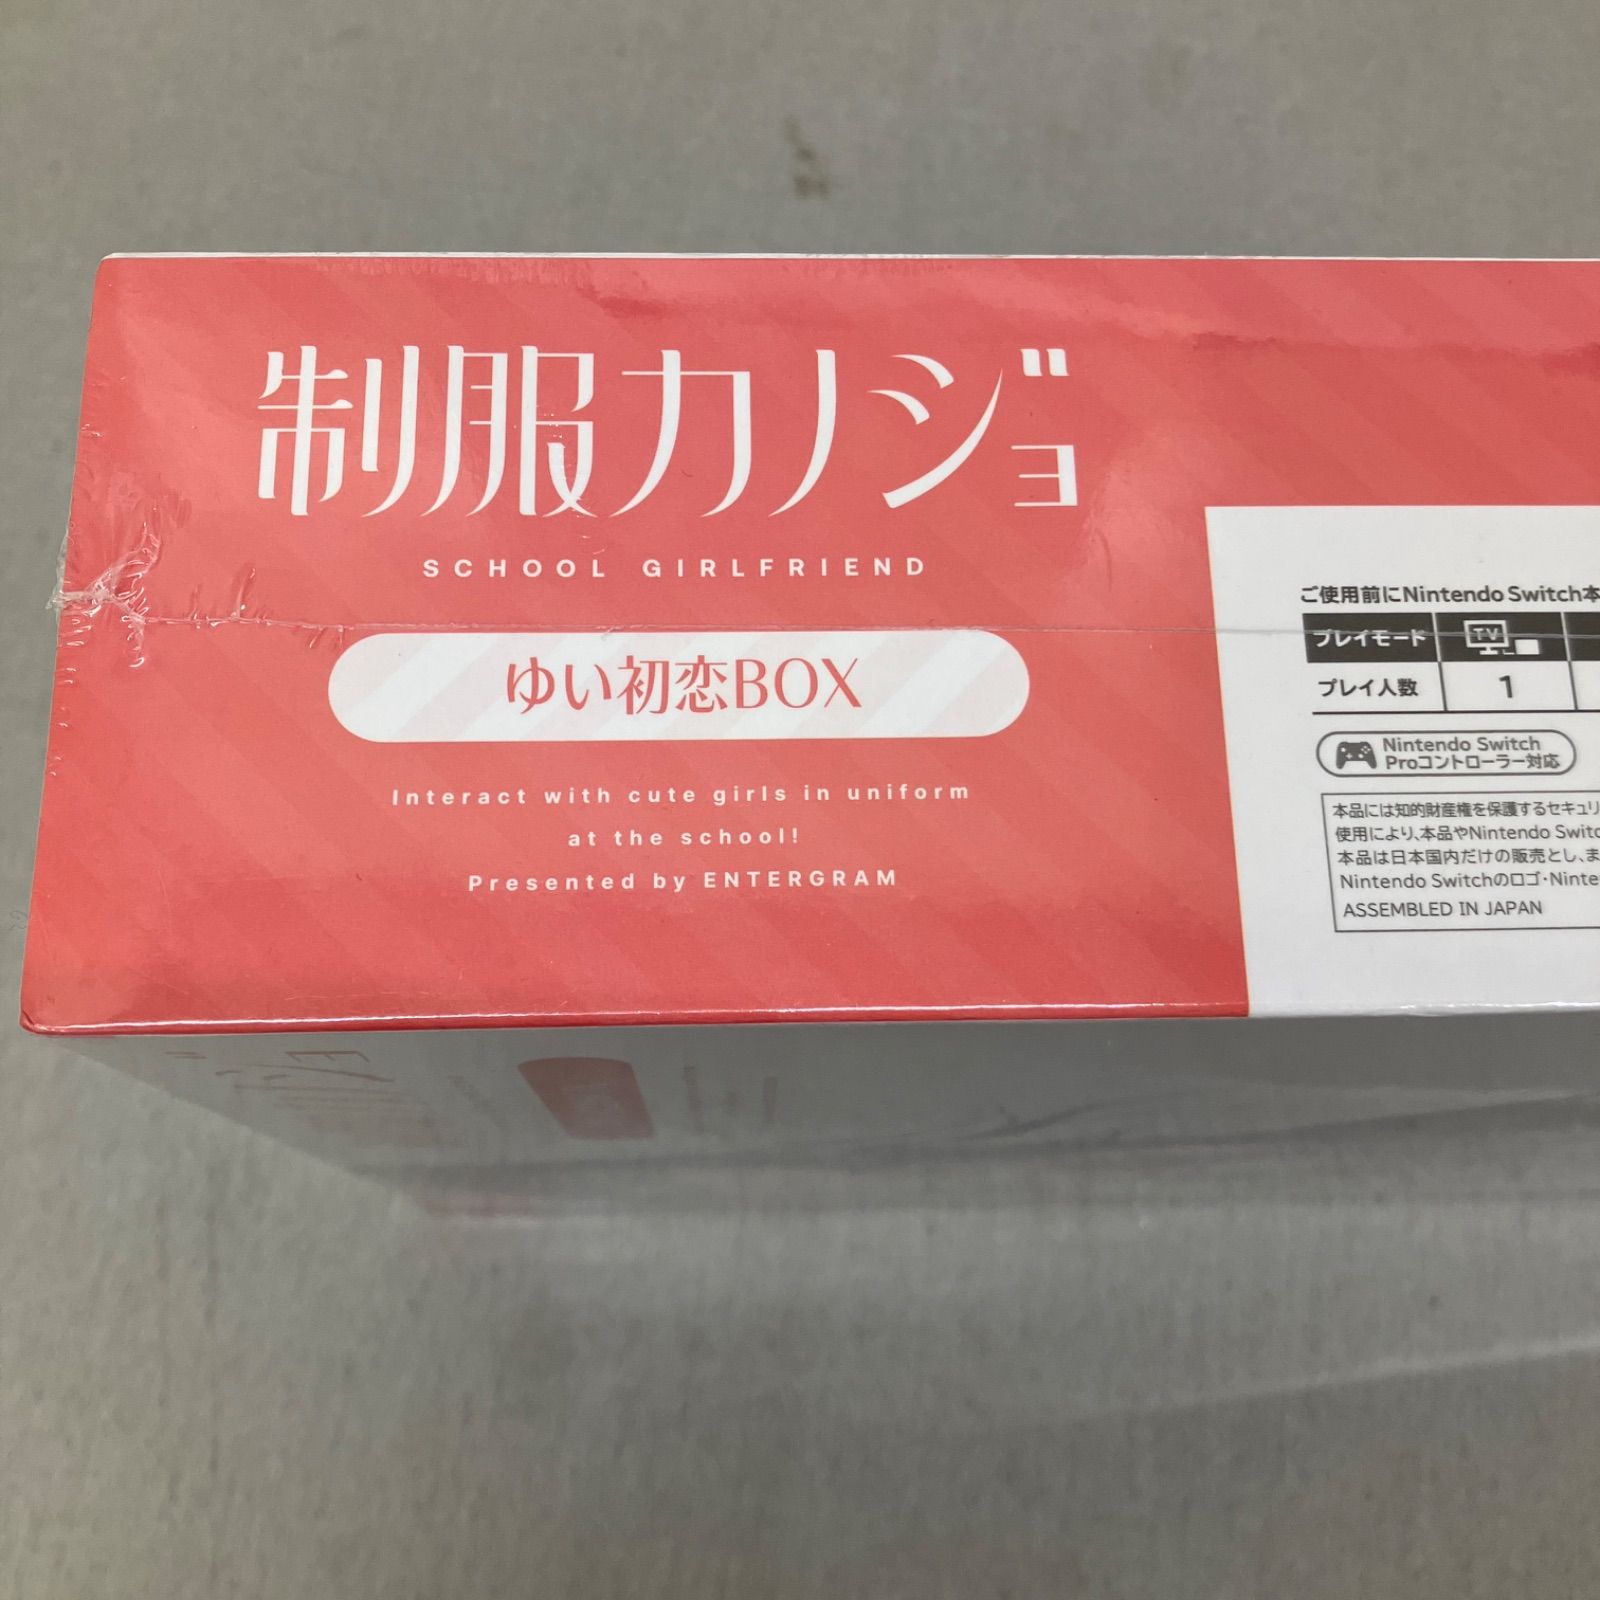 制服カノジョ
SCHOOL GIRLFRIEND
ゆい初恋BOX
Interact with cute girls in uniform
at the school!
Presented by ENTERGRAM
ご使用前にNintendo Switch本
プレイモード TV
プレイ人数 1
Nintendo Switch
Proコントローラー対応
本品には知的財産権を保護するセキュリ
使用により、本品やNintendo Switc
本品は日本国内だけの販売とし、ま
Nintendo Switchのロゴ・Ninte
ASSEMBLED IN JAPAN